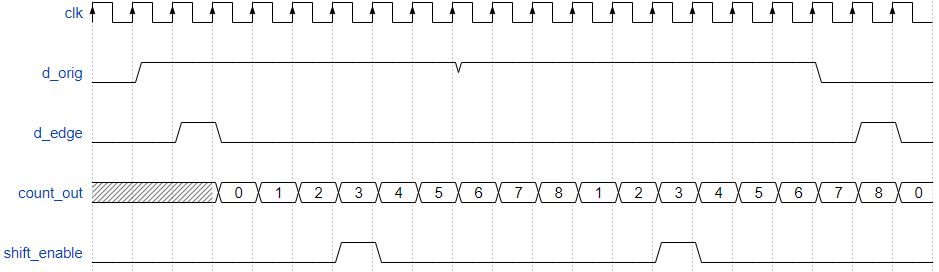 clk
d_orig
d_edge
count_out 0 1 2 3 4 5 6 7 8 1 2 3 4 5 6 7 8 0
shift_enable